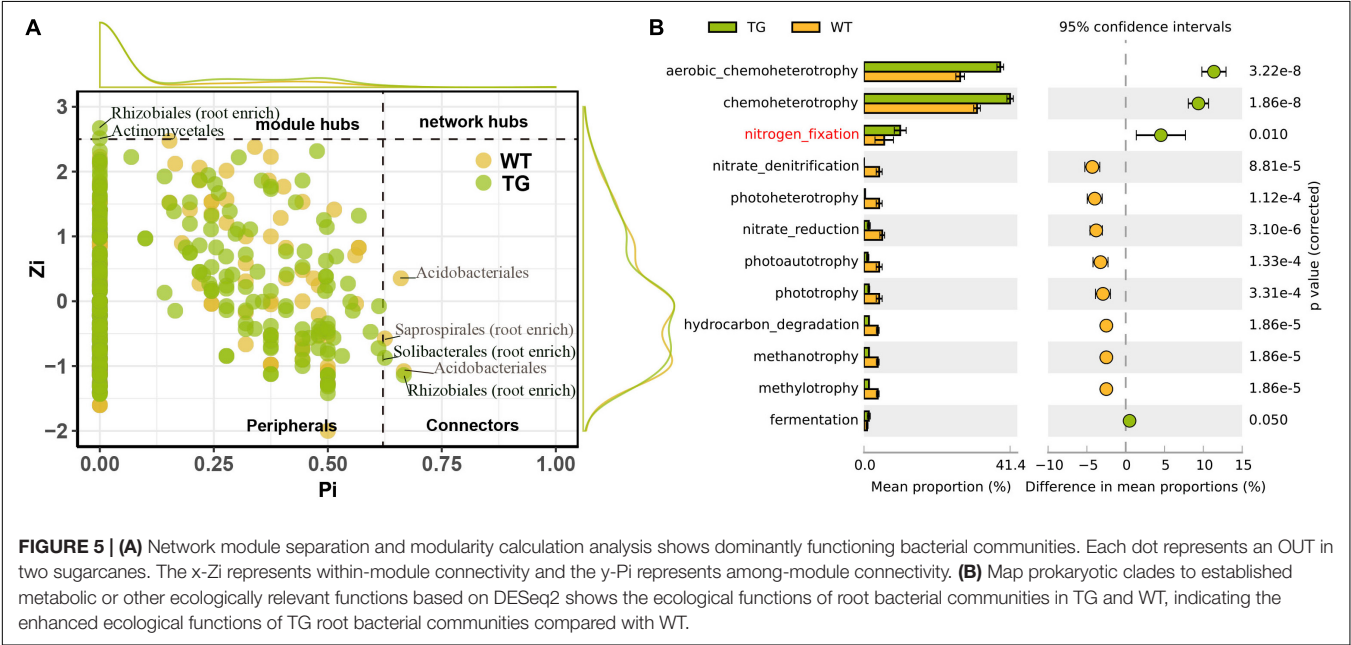 A
3
2
1
0
−1
−2
Zi
Rhizobiales (root enrich)
Actinomycetales
module hubs
network hubs
WT
TG
Acidobacteriales
Saprospirales (root enrich)
Solibacterales (root enrich)
Acidobacteriales
Rhizobiales (root enrich)
Peripherals
Connectors
0.00 0.25 0.50 0.75 1.00
Pi
B
TG WT
95% confidence intervals
aerobic_chemoheterotrophy 3.22e-8
chemoheterotrophy 1.86e-8
nitrogen_fixation 0.010
nitrate_denitrification 8.81e-5
photoheterotrophy 1.12e-4
nitrate_reduction 3.10e-6
photoautotrophy 1.33e-4
phototrophy 3.31e-4
hydrocarbon_degradation 1.86e-5
methanotrophy 1.86e-5
methylotrophy 1.86e-5
fermentation 0.050
p value (corrected)
0.0 41.4 −10 −5 0 5 10 15
Mean proportion (%) Difference in mean proportions (%)
FIGURE 5 | (A) Network module separation and modularity calculation analysis shows dominantly functioning bacterial communities. Each dot represents an OUT in
two sugarcanes. The x-Zi represents within-module connectivity and the y-Pi represents among-module connectivity. (B) Map prokaryotic clades to established
metabolic or other ecologically relevant functions based on DESeq2 shows the ecological functions of root bacterial communities in TG and WT, indicating the
enhanced ecological functions of TG root bacterial communities compared with WT.